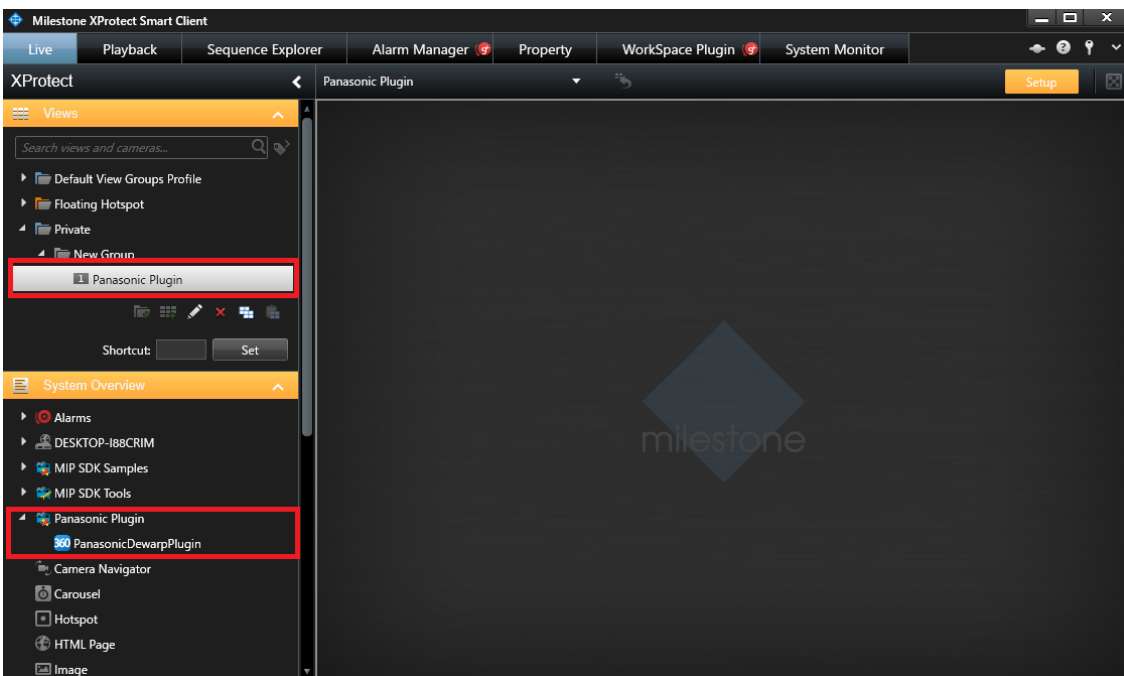 Milestone XProtect Smart Client
Live Playback Sequence Explorer Alarm Manager Property WorkSpace Plugin System Monitor
XProtect Panasonic Plugin Setup
Views
Search views and cameras...
Default View Groups Profile
Floating Hotspot
Private
New Group
1 Panasonic Plugin
Shortcut: Set
System Overview
Alarms
DESKTOP-I88CRIM
MIP SDK Samples
MIP SDK Tools
Panasonic Plugin
360 PanasonicDewarpPlugin
Camera Navigator
Carousel
Hotspot
HTML Page
Image
milestone